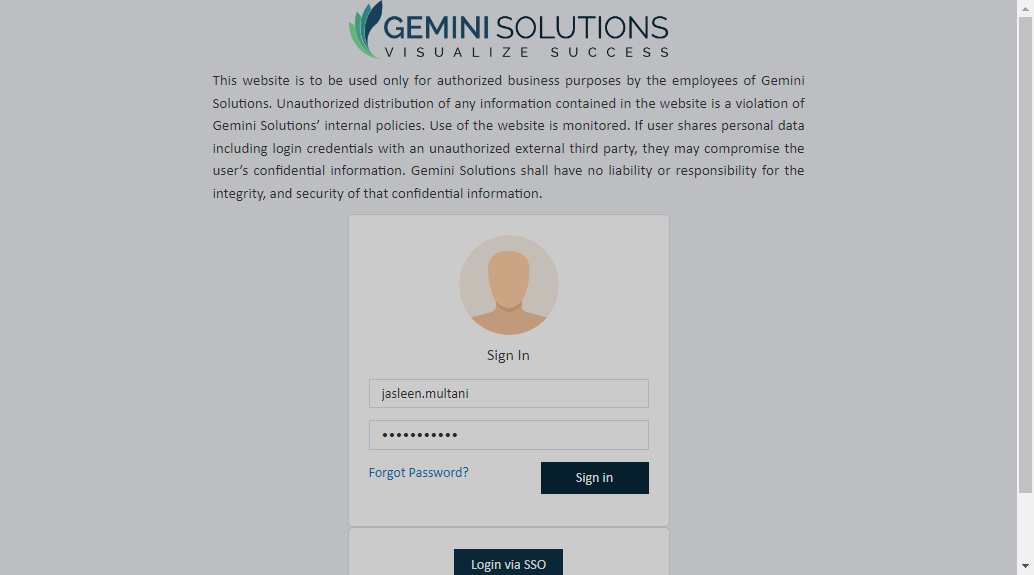 GEMINI SOLUTIONS
VISUALIZE SUCCESS
This website is to be used only for authorized business purposes by the employees of Gemini
Solutions. Unauthorized distribution of any information contained in the website is a violation of
Gemini Solutions’ internal policies. Use of the website is monitored. If user shares personal data
including login credentials with an unauthorized external third party, they may compromise the
user’s confidential information. Gemini Solutions shall have no liability or responsibility for the
integrity, and security of that confidential information.
Sign In
jasleen.multani
•••••••••••
Forgot Password?
Sign in
Login via SSO